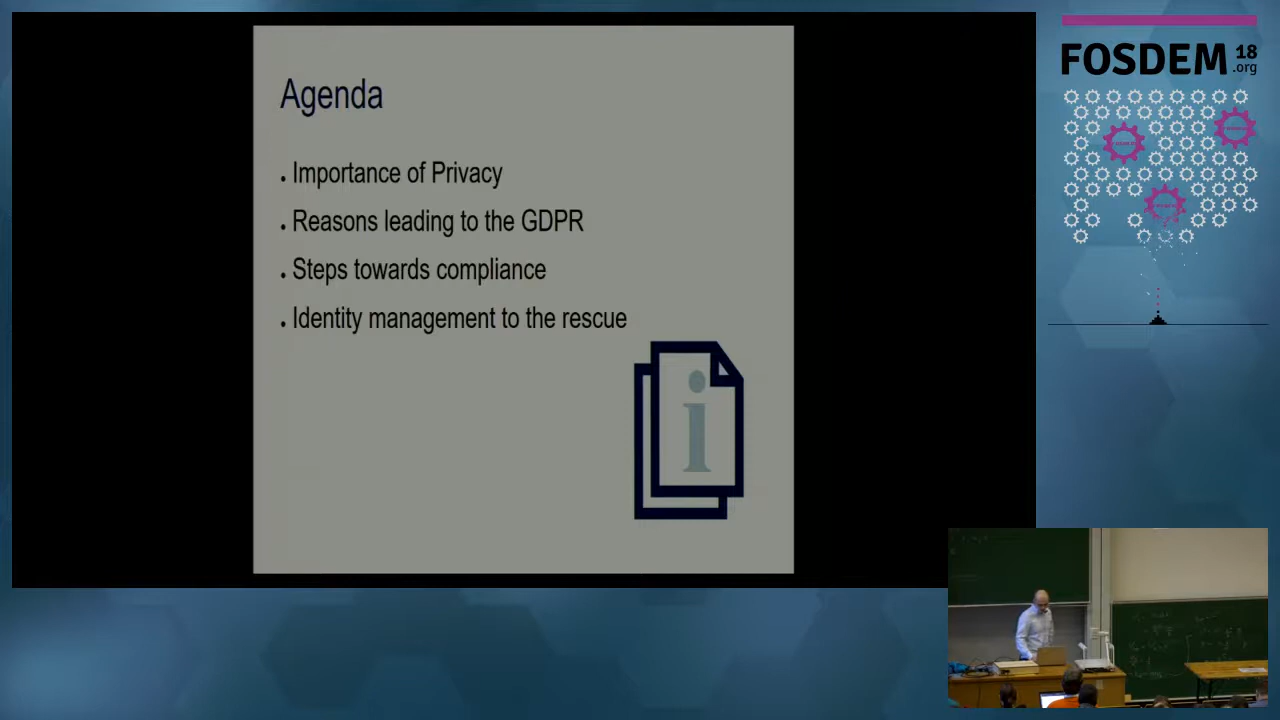 Agenda
• Importance of Privacy
• Reasons leading to the GDPR
• Steps towards compliance
• Identity management to the rescue
i
FOSDEM 18
.org